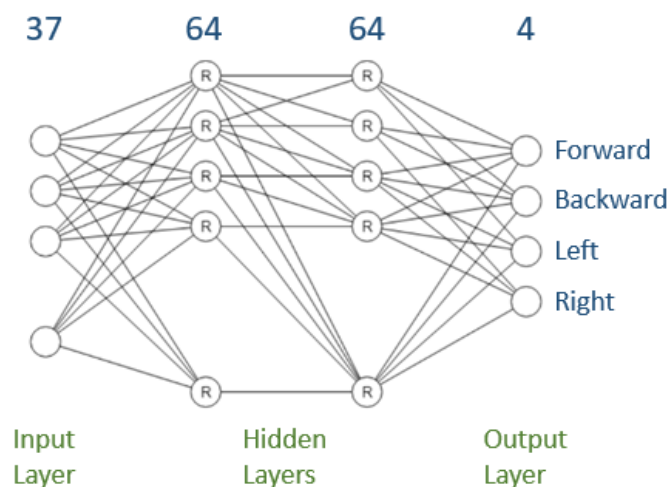 37 64 64 4
R R
R R
Forward
R R
Backward
R R
Left
Right
R R
Input Hidden Output
Layer Layers Layer